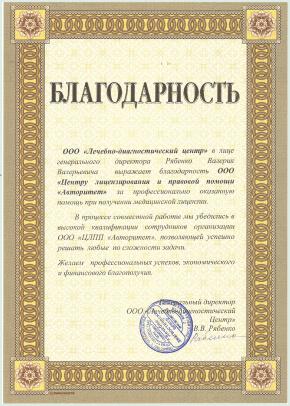 БЛАГОДАРНОСТЬ
ООО «Лечебно-диагностический центр» в лице
генерального директора Рябенко Валерия
Валерьевича выражает благодарность ООО
«Центру лицензирования и правовой помощи
«Авторитет» за профессионально оказанную
помощь при получении медицинской лицензии.
В процессе совместной работы мы убедились в
высокой квалификации сотрудников организации
ООО «ЦЛПП «Авторитет», позволяющей успешно
решать любые по сложности задачи.
Желаем профессиональных успехов, экономического
и финансового благополучия.
Генеральный директор
ООО «Лечебно-диагностический
Центр»
В.В. Рябенко